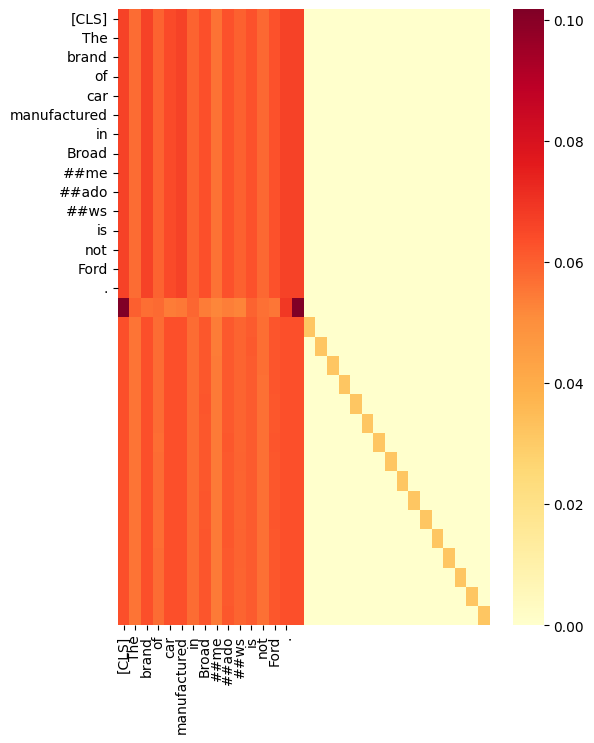 [CLS]
The
brand
of
car
manufactured
in
Broad
##me
##ado
##ws
is
not
Ford
.
0.10
0.08
0.06
0.04
0.02
0.00
[CLS]
The
brand
of
car
manufactured
in
Broad
##me
##ado
##ws
is
not
Ford
.